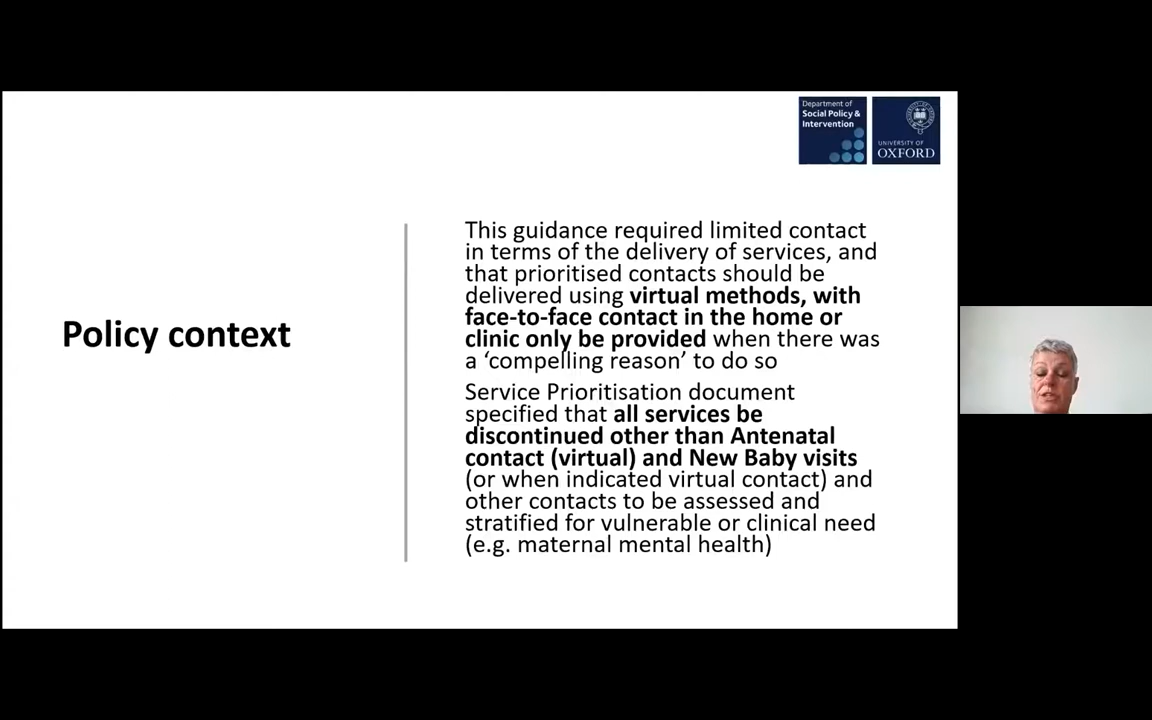 Department of
Social Policy &
Intervention
UNIVERSITY OF
OXFORD
Policy context
This guidance required limited contact
in terms of the delivery of services, and
that prioritised contacts should be
delivered using virtual methods, with
face-to-face contact in the home or
clinic only be provided when there was
a ‘compelling reason’ to do so
Service Prioritisation document
specified that all services be
discontinued other than Antenatal
contact (virtual) and New Baby visits
(or when indicated virtual contact) and
other contacts to be assessed and
stratified for vulnerable or clinical need
(e.g. maternal mental health)